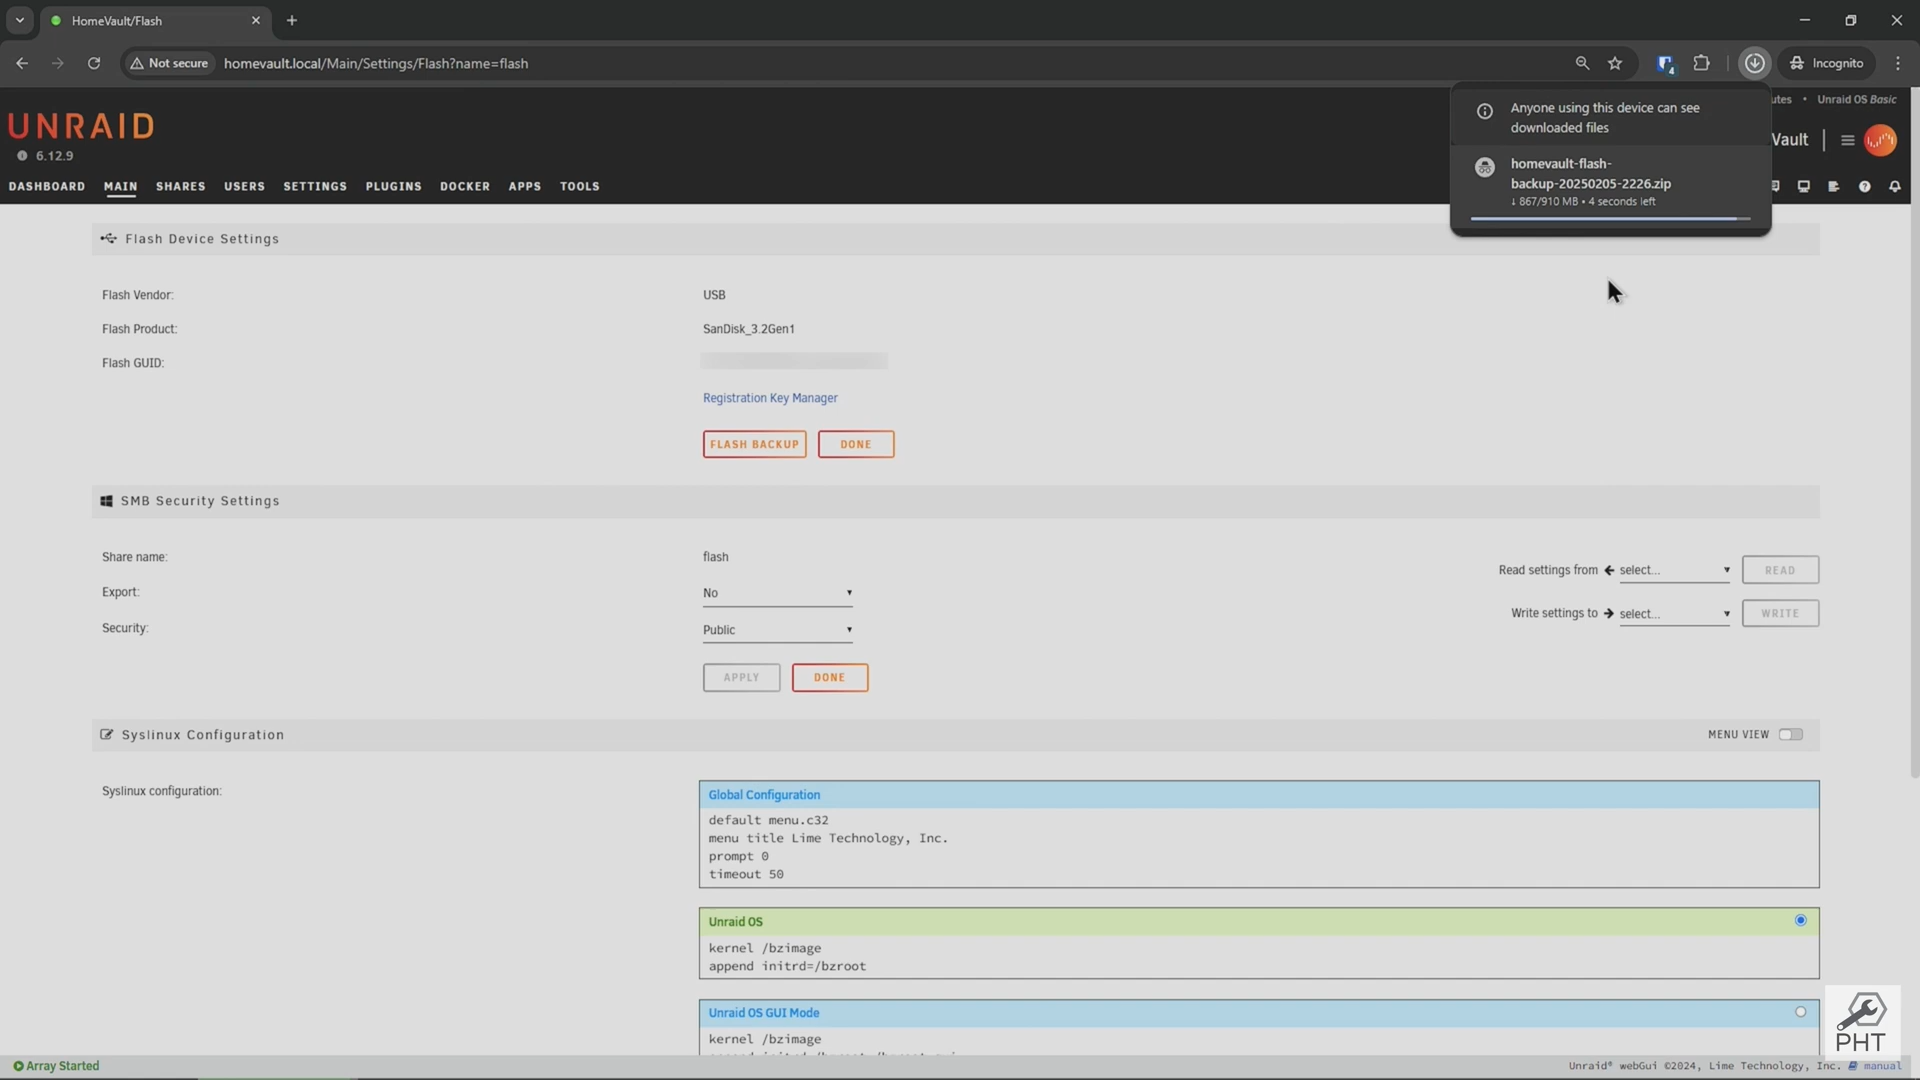 HomeVault/Flash
Not secure
homevault.local/Main/Settings/Flash?name=flash
4
Incognito
Anyone using this device can see
downloaded files
homevault-flash-
backup-20250205-2226.zip
↓ 867/910 MB • 4 seconds left
Unraid OS Basic
UNRAID
6.12.9
Vault
DASHBOARD
MAIN
SHARES
USERS
SETTINGS
PLUGINS
DOCKER
APPS
TOOLS
Flash Device Settings
Flash Vendor:
USB
Flash Product:
SanDisk_3.2Gen1
Flash GUID:
Registration Key Manager
FLASH BACKUP
DONE
SMB Security Settings
Share name:
flash
Export:
No
Security:
Public
Read settings from
select...
READ
Write settings to
select...
WRITE
APPLY
DONE
Syslinux Configuration
MENU VIEW
Syslinux configuration:
Global Configuration
default menu.c32
menu title Lime Technology, Inc.
prompt 0
timeout 50
Unraid OS
kernel /bzimage
append initrd=/bzroot
Unraid OS GUI Mode
kernel /bzimage
PHT
Array Started
Unraid® webGui ©2024, Lime Technology, Inc.
manual